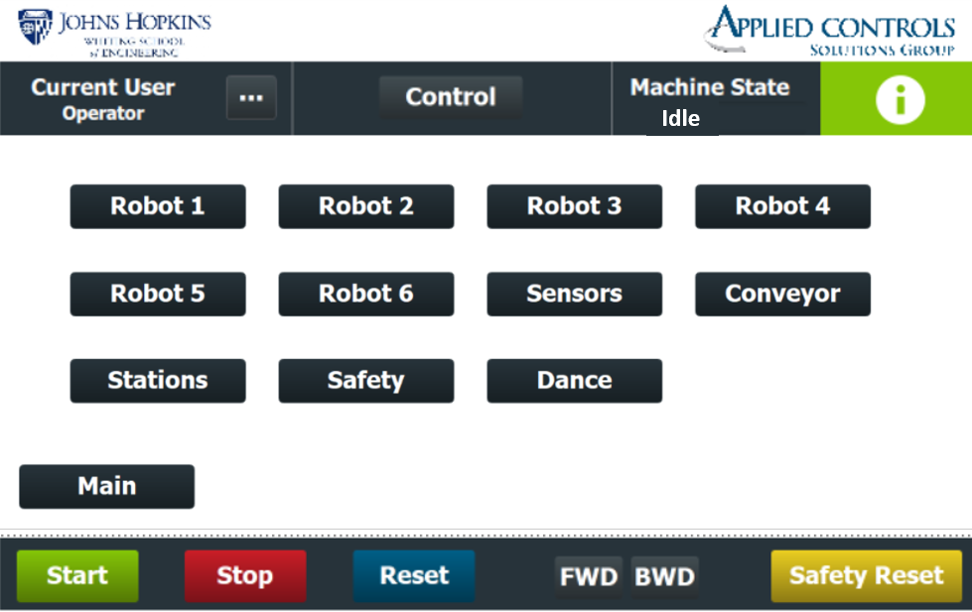 JOHNS HOPKINS
WHITING SCHOOL
of ENGINEERING
APPLIED CONTROLS
SOLUTIONS GROUP
Current User
Operator
...
Control
Machine State
Idle
i
Robot 1 Robot 2 Robot 3 Robot 4
Robot 5 Robot 6 Sensors Conveyor
Stations Safety Dance
Main
Start Stop Reset FWD BWD Safety Reset